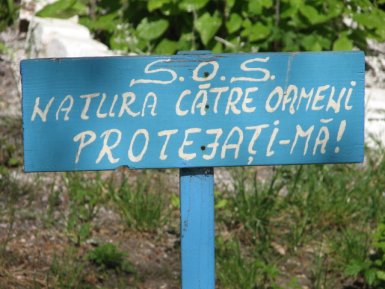 S.O.S.
NATURA CĂTRE OAMENI
PROTEJAȚI-MĂ!